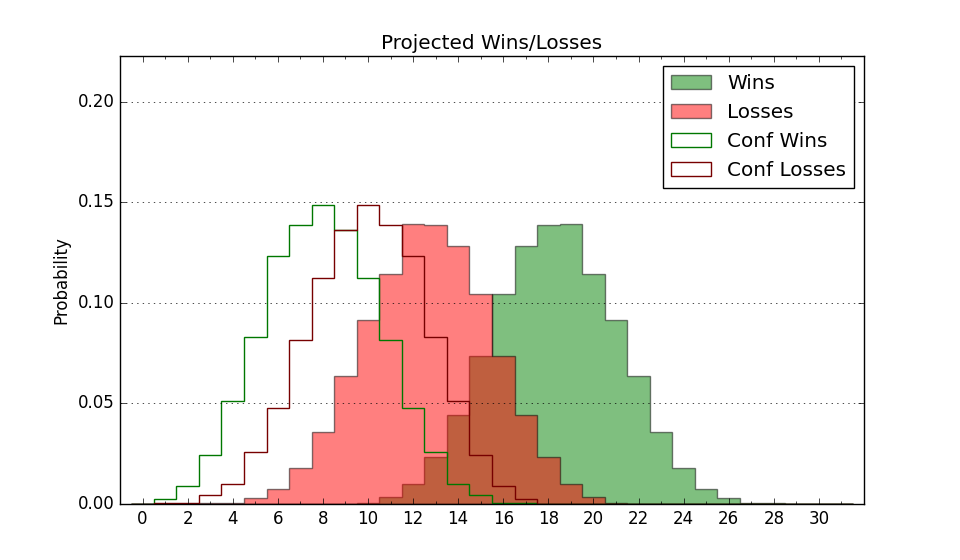 Projected Wins/Losses
Wins
Losses
Conf Wins
Conf Losses
Probability
0.20
0.15
0.10
0.05
0.00
0 2 4 6 8 10 12 14 16 18 20 22 24 26 28 30